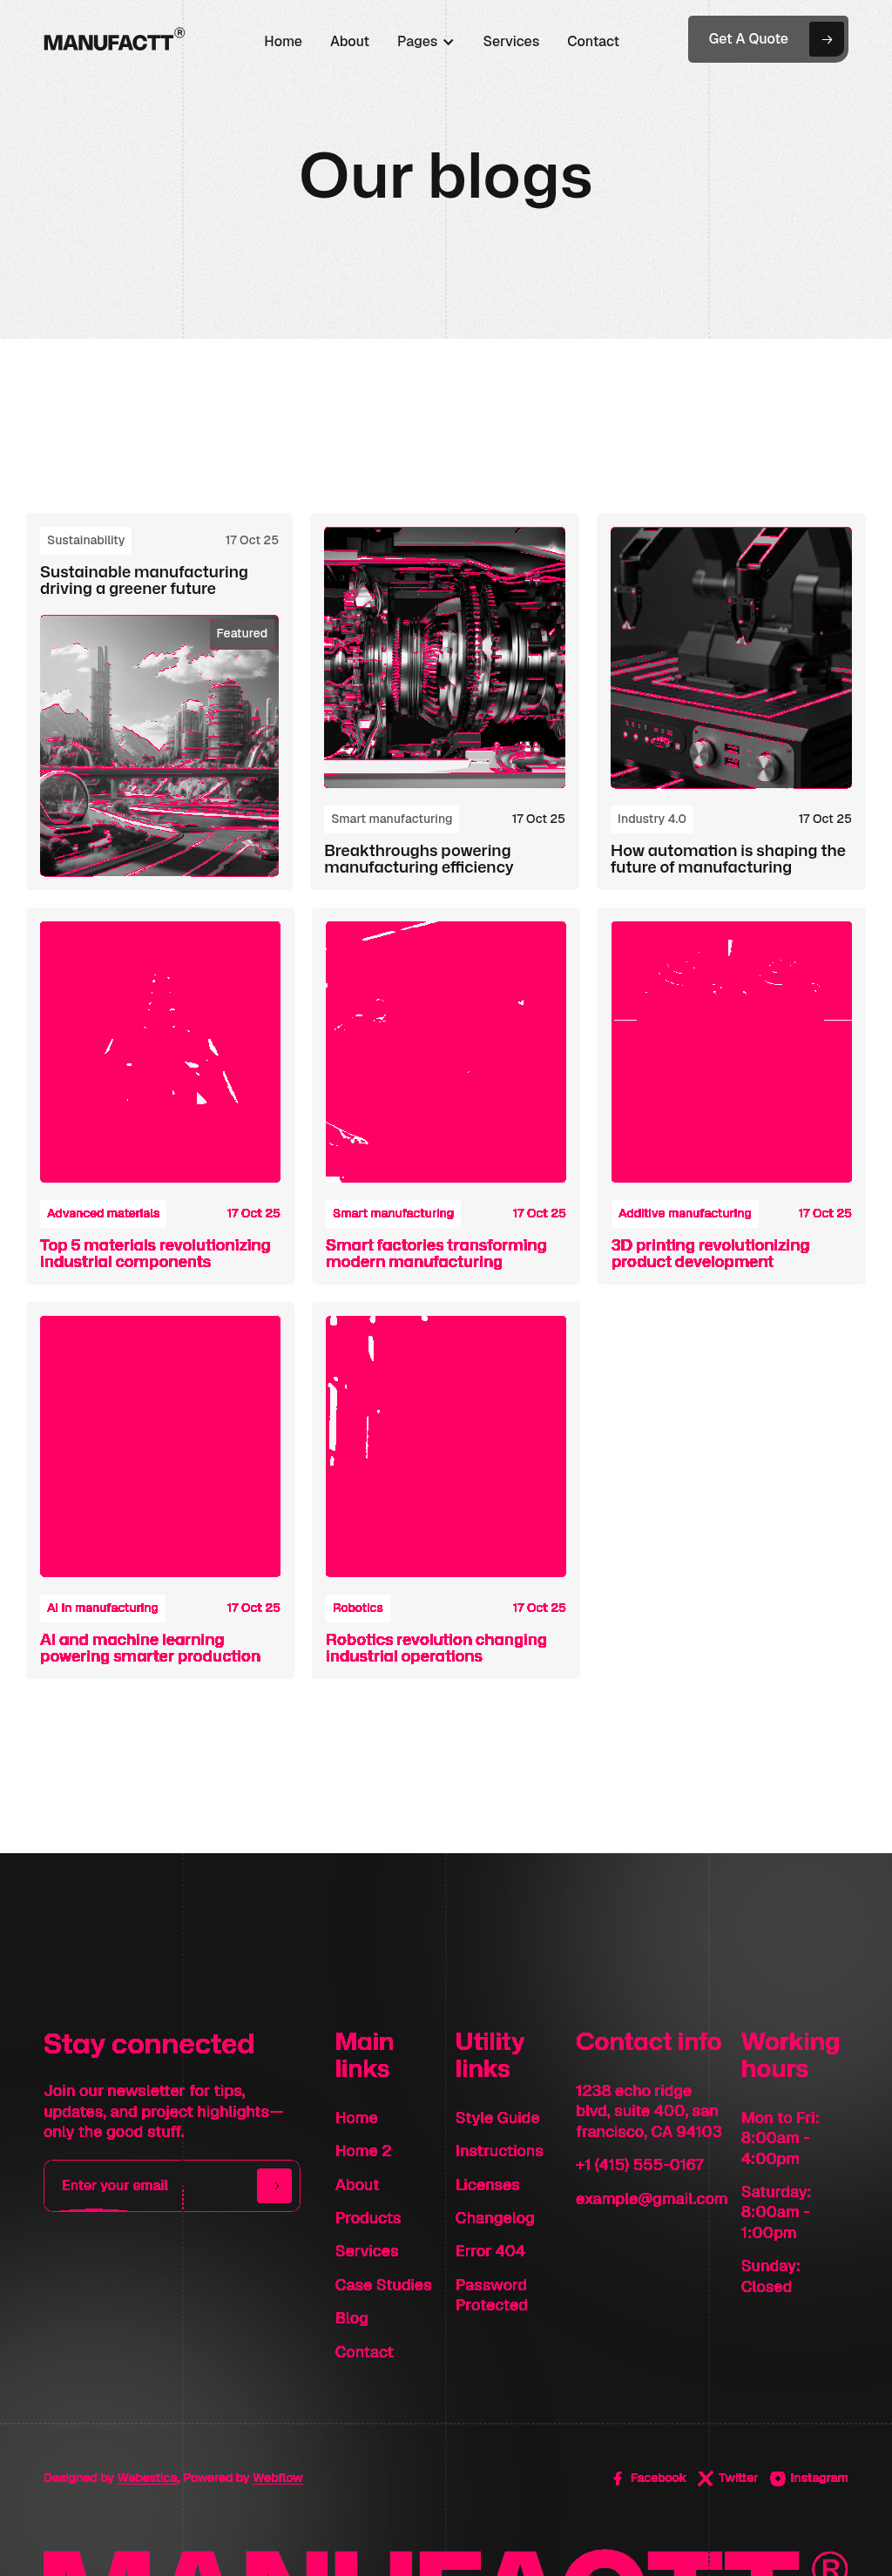 MANUFACTT®
Home
About
Pages
Services
Contact
Get A Quote
Our blogs
Sustainability
17 Oct 25
Sustainable manufacturing
driving a greener future
Featured
Smart manufacturing
17 Oct 25
Breakthroughs powering
manufacturing efficiency
Industry 4.0
17 Oct 25
How automation is shaping the
future of manufacturing
Advanced materials
17 Oct 25
Top 5 materials revolutionizing
industrial components
Smart manufacturing
17 Oct 25
Smart factories transforming
modern manufacturing
Additive manufacturing
17 Oct 25
3D printing revolutionizing
product development
AI in manufacturing
17 Oct 25
AI and machine learning
powering smarter production
Robotics
17 Oct 25
Robotics revolution changing
industrial operations
Stay connected
Join our newsletter for tips,
updates, and project highlights—
only the good stuff.
Enter your email
Main
links
Home
Home 2
About
Products
Services
Case Studies
Blog
Contact
Utility
links
Style Guide
Instructions
Licenses
Changelog
Error 404
Password
Protected
Contact info
1238 echo ridge
blvd, suite 400, san
francisco, CA 94103
+1 (415) 555-0167
example@gmail.com
Working
hours
Mon to Fri:
8:00am -
4:00pm
Saturday:
8:00am -
1:00pm
Sunday:
Closed
Designed by Webestica, Powered by Webflow
Facebook
Twitter
Instagram
MANUFACTT®